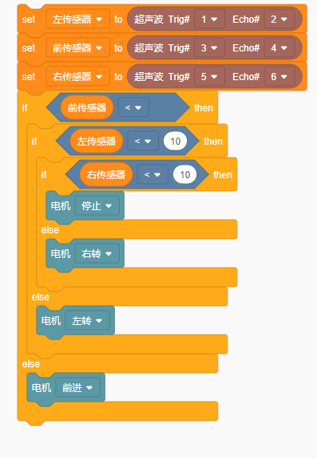 set 左传感器 to 超声波 Trig# 1 Echo# 2
set 前传感器 to 超声波 Trig# 3 Echo# 4
set 右传感器 to 超声波 Trig# 5 Echo# 6
if 前传感器 < then
if 左传感器 < 10 then
if 右传感器 < 10 then
电机 停止
else
电机 右转
else
电机 左转
else
电机 前进